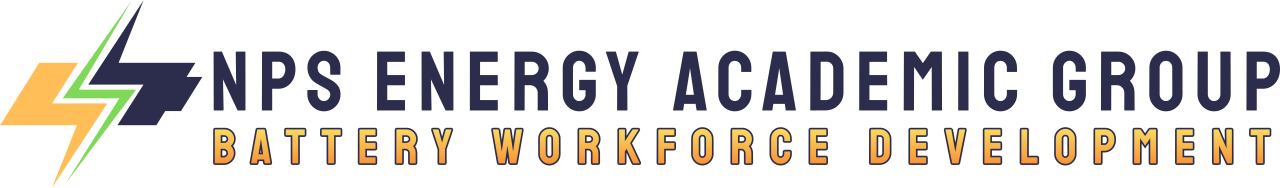 NPS ENERGY ACADEMIC GROUP
BATTERY WORKFORCE DEVELOPMENT